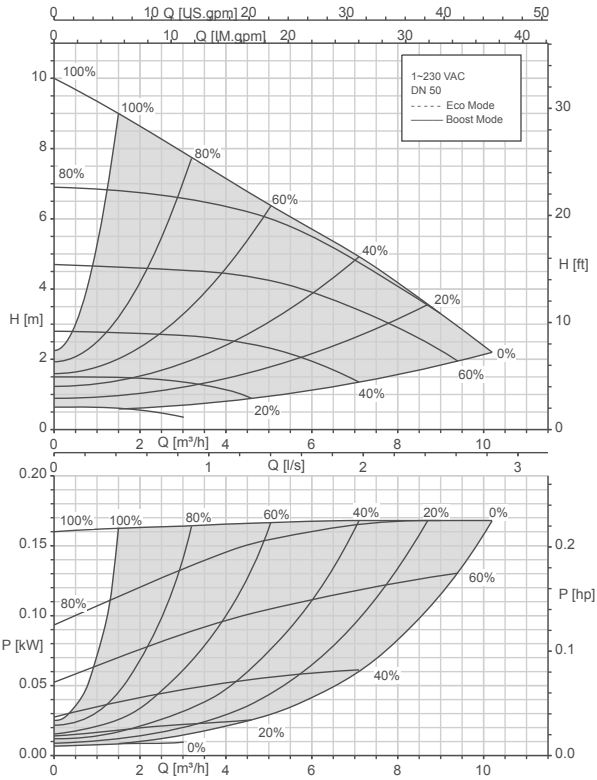 0 10 Q [US.gpm] 20 30 40 50
0 10 Q [IM.gpm] 20 30 40
1~230 VAC
DN 50
Eco Mode
Boost Mode
100%
10
100%
30
8
80%
80%
60%
6
20
40%
H [ft]
4
20%
H [m]
10
0%
2
60%
40%
20%
0
0
0 2 4 6 8 10
Q [m³/h]
0 1 2 3
Q [l/s]
0.20
100% 100% 80% 60% 40% 20% 0%
0.15
0.2
60%
80%
P [hp]
0.10
P [kW]
0.1
40%
0.05
20%
0%
0.00
0.0
0 2 4 6 8 10
Q [m³/h]